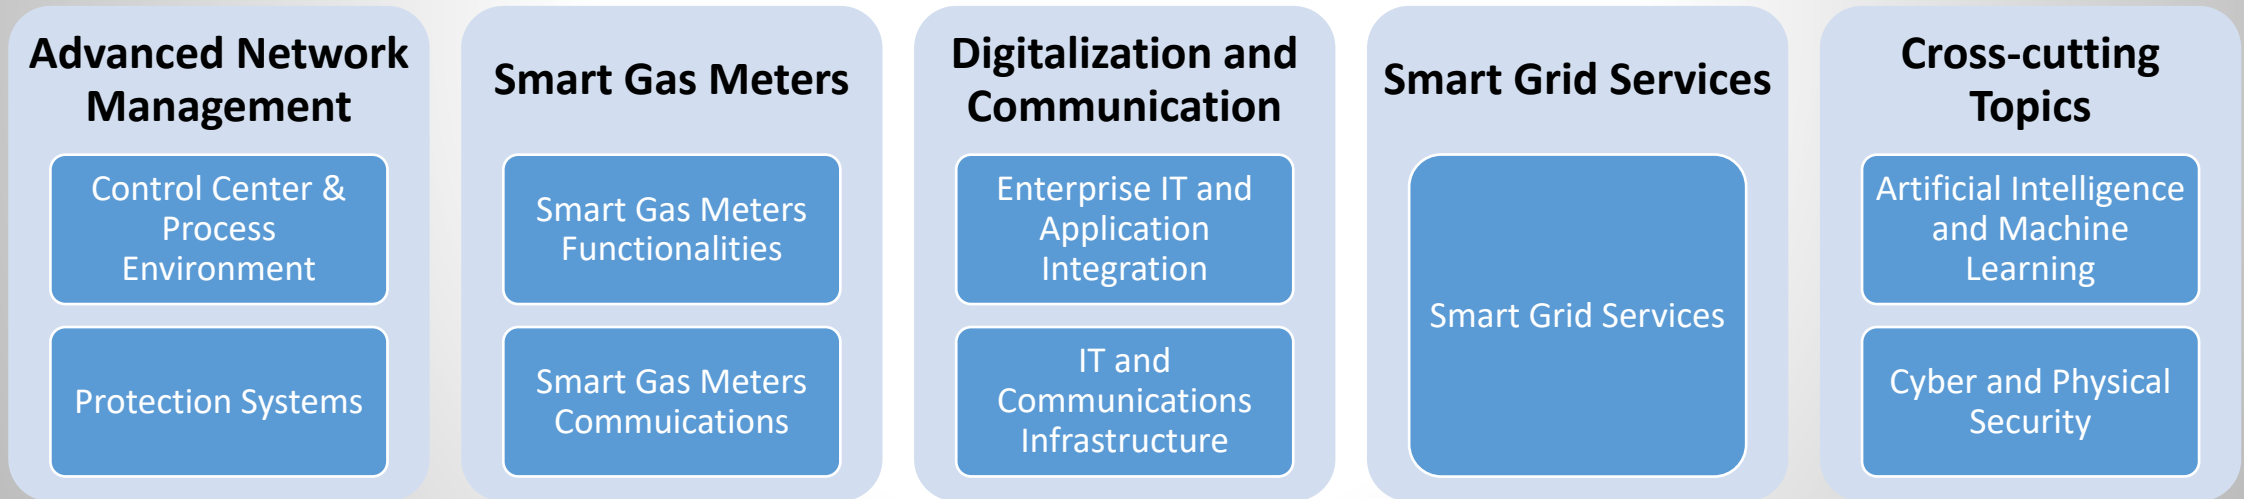 Advanced Network
Management
Control Center &
Process
Environment
Protection Systems
Smart Gas Meters
Smart Gas Meters
Functionalities
Smart Gas Meters
Commuications
Digitalization and
Communication
Enterprise IT and
Application
Integration
IT and
Communications
Infrastructure
Smart Grid Services
Smart Grid Services
Cross-cutting
Topics
Artificial Intelligence
and Machine
Learning
Cyber and Physical
Security